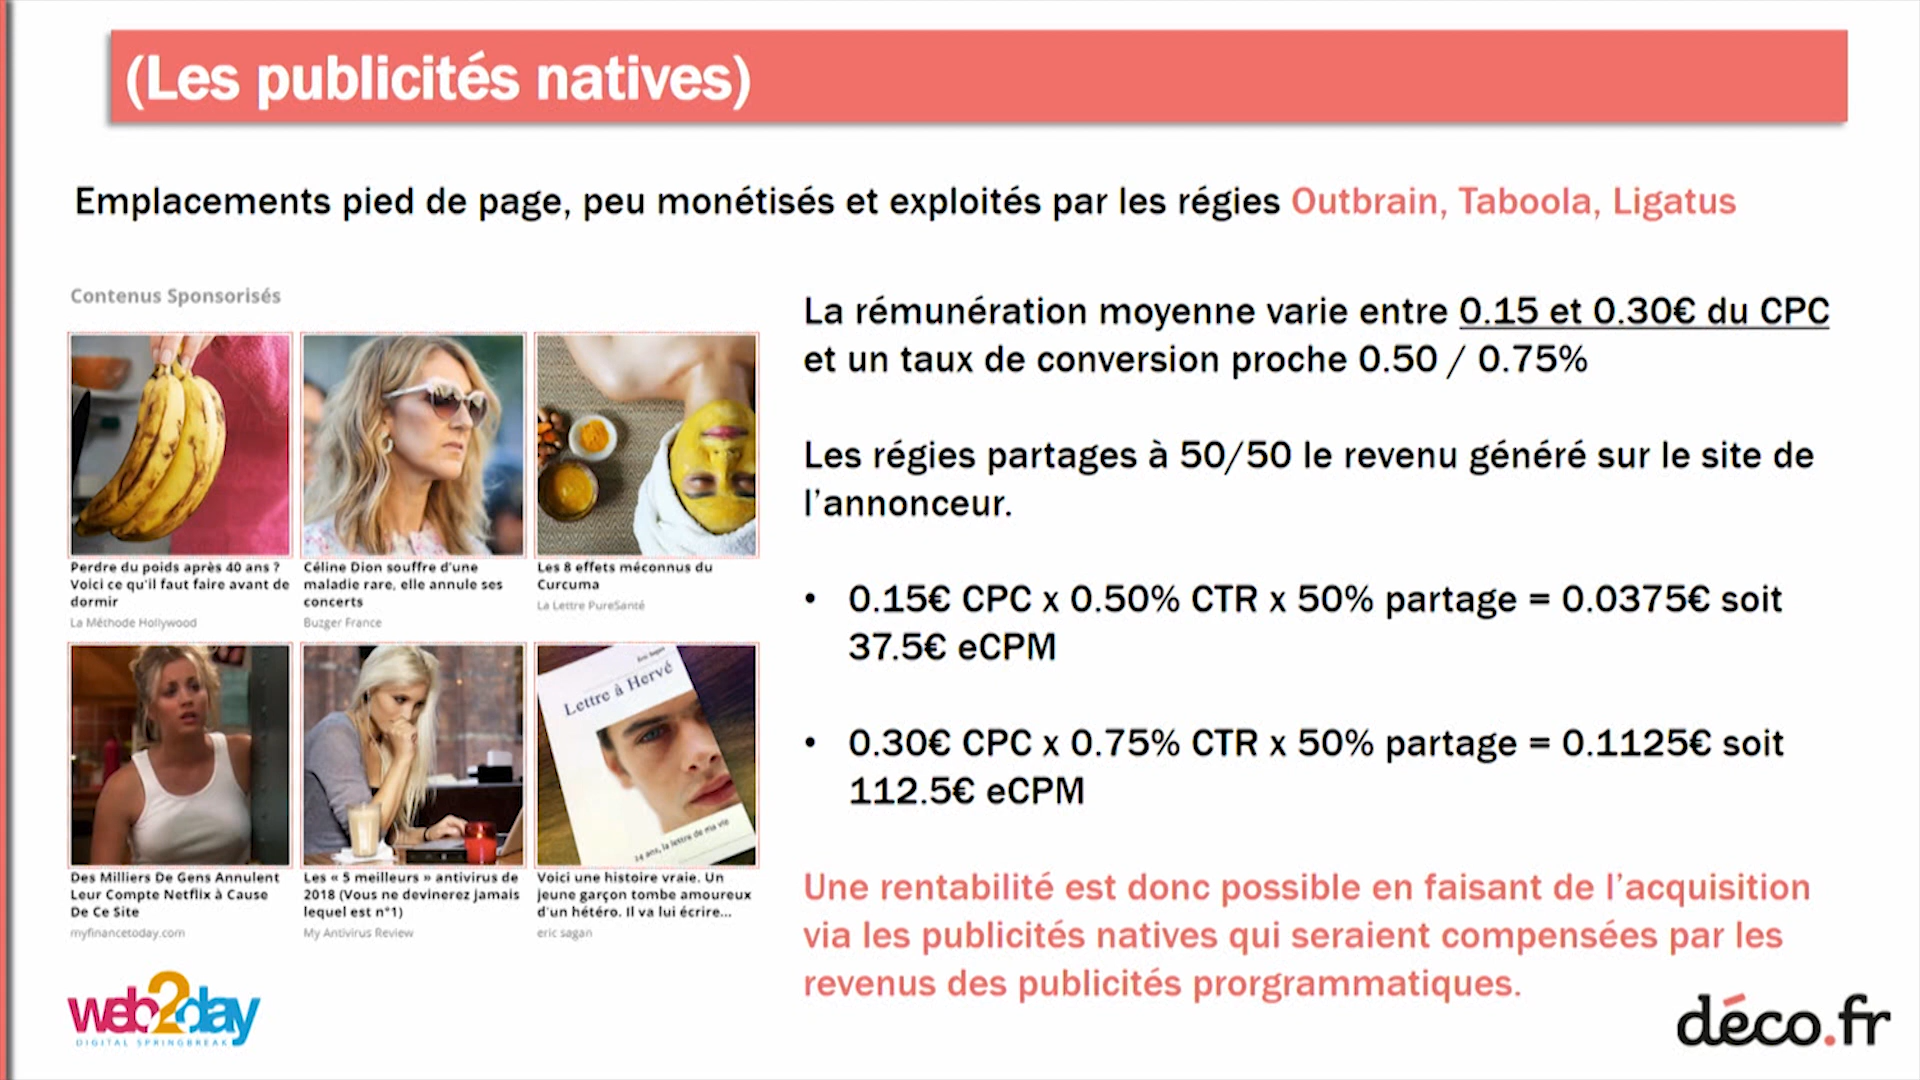 (Les publicités natives)
Emplacements pied de page, peu monétisés et exploités par les régies Outbrain, Taboola, Ligatus
Contenus Sponsorisés
Perdre du poids après 40 ans ?
Voici ce qu'il faut faire avant de
dormir
La Méthode Hollywood
Céline Dion souffre d'une
maladie rare, elle annule ses
concerts
Buzger France
Les 8 effets méconnus du
Curcuma
La Lettre PureSanté
Eric Sagan
Lettre à Hervé
14 ans, la lettre de ma vie
Des Milliers De Gens Annulent
Leur Compte Netflix à Cause
De Ce Site
myfinancetoday.com
Les « 5 meilleurs » antivirus de
2018 (Vous ne devinerez jamais
lequel est n°1)
My Antivirus Review
Voici une histoire vraie. Un
jeune garçon tombe amoureux
d'un hétéro. Il va lui écrire...
eric sagan
La rémunération moyenne varie entre 0.15 et 0.30€ du CPC
et un taux de conversion proche 0.50 / 0.75%
Les régies partages à 50/50 le revenu généré sur le site de
l'annonceur.
• 0.15€ CPC x 0.50% CTR x 50% partage = 0.0375€ soit
37.5€ eCPM
• 0.30€ CPC x 0.75% CTR x 50% partage = 0.1125€ soit
112.5€ eCPM
Une rentabilité est donc possible en faisant de l'acquisition
via les publicités natives qui seraient compensées par les
revenus des publicités prorgrammatiques.
web2day
DIGITAL SPRINGBREAK
déco.fr